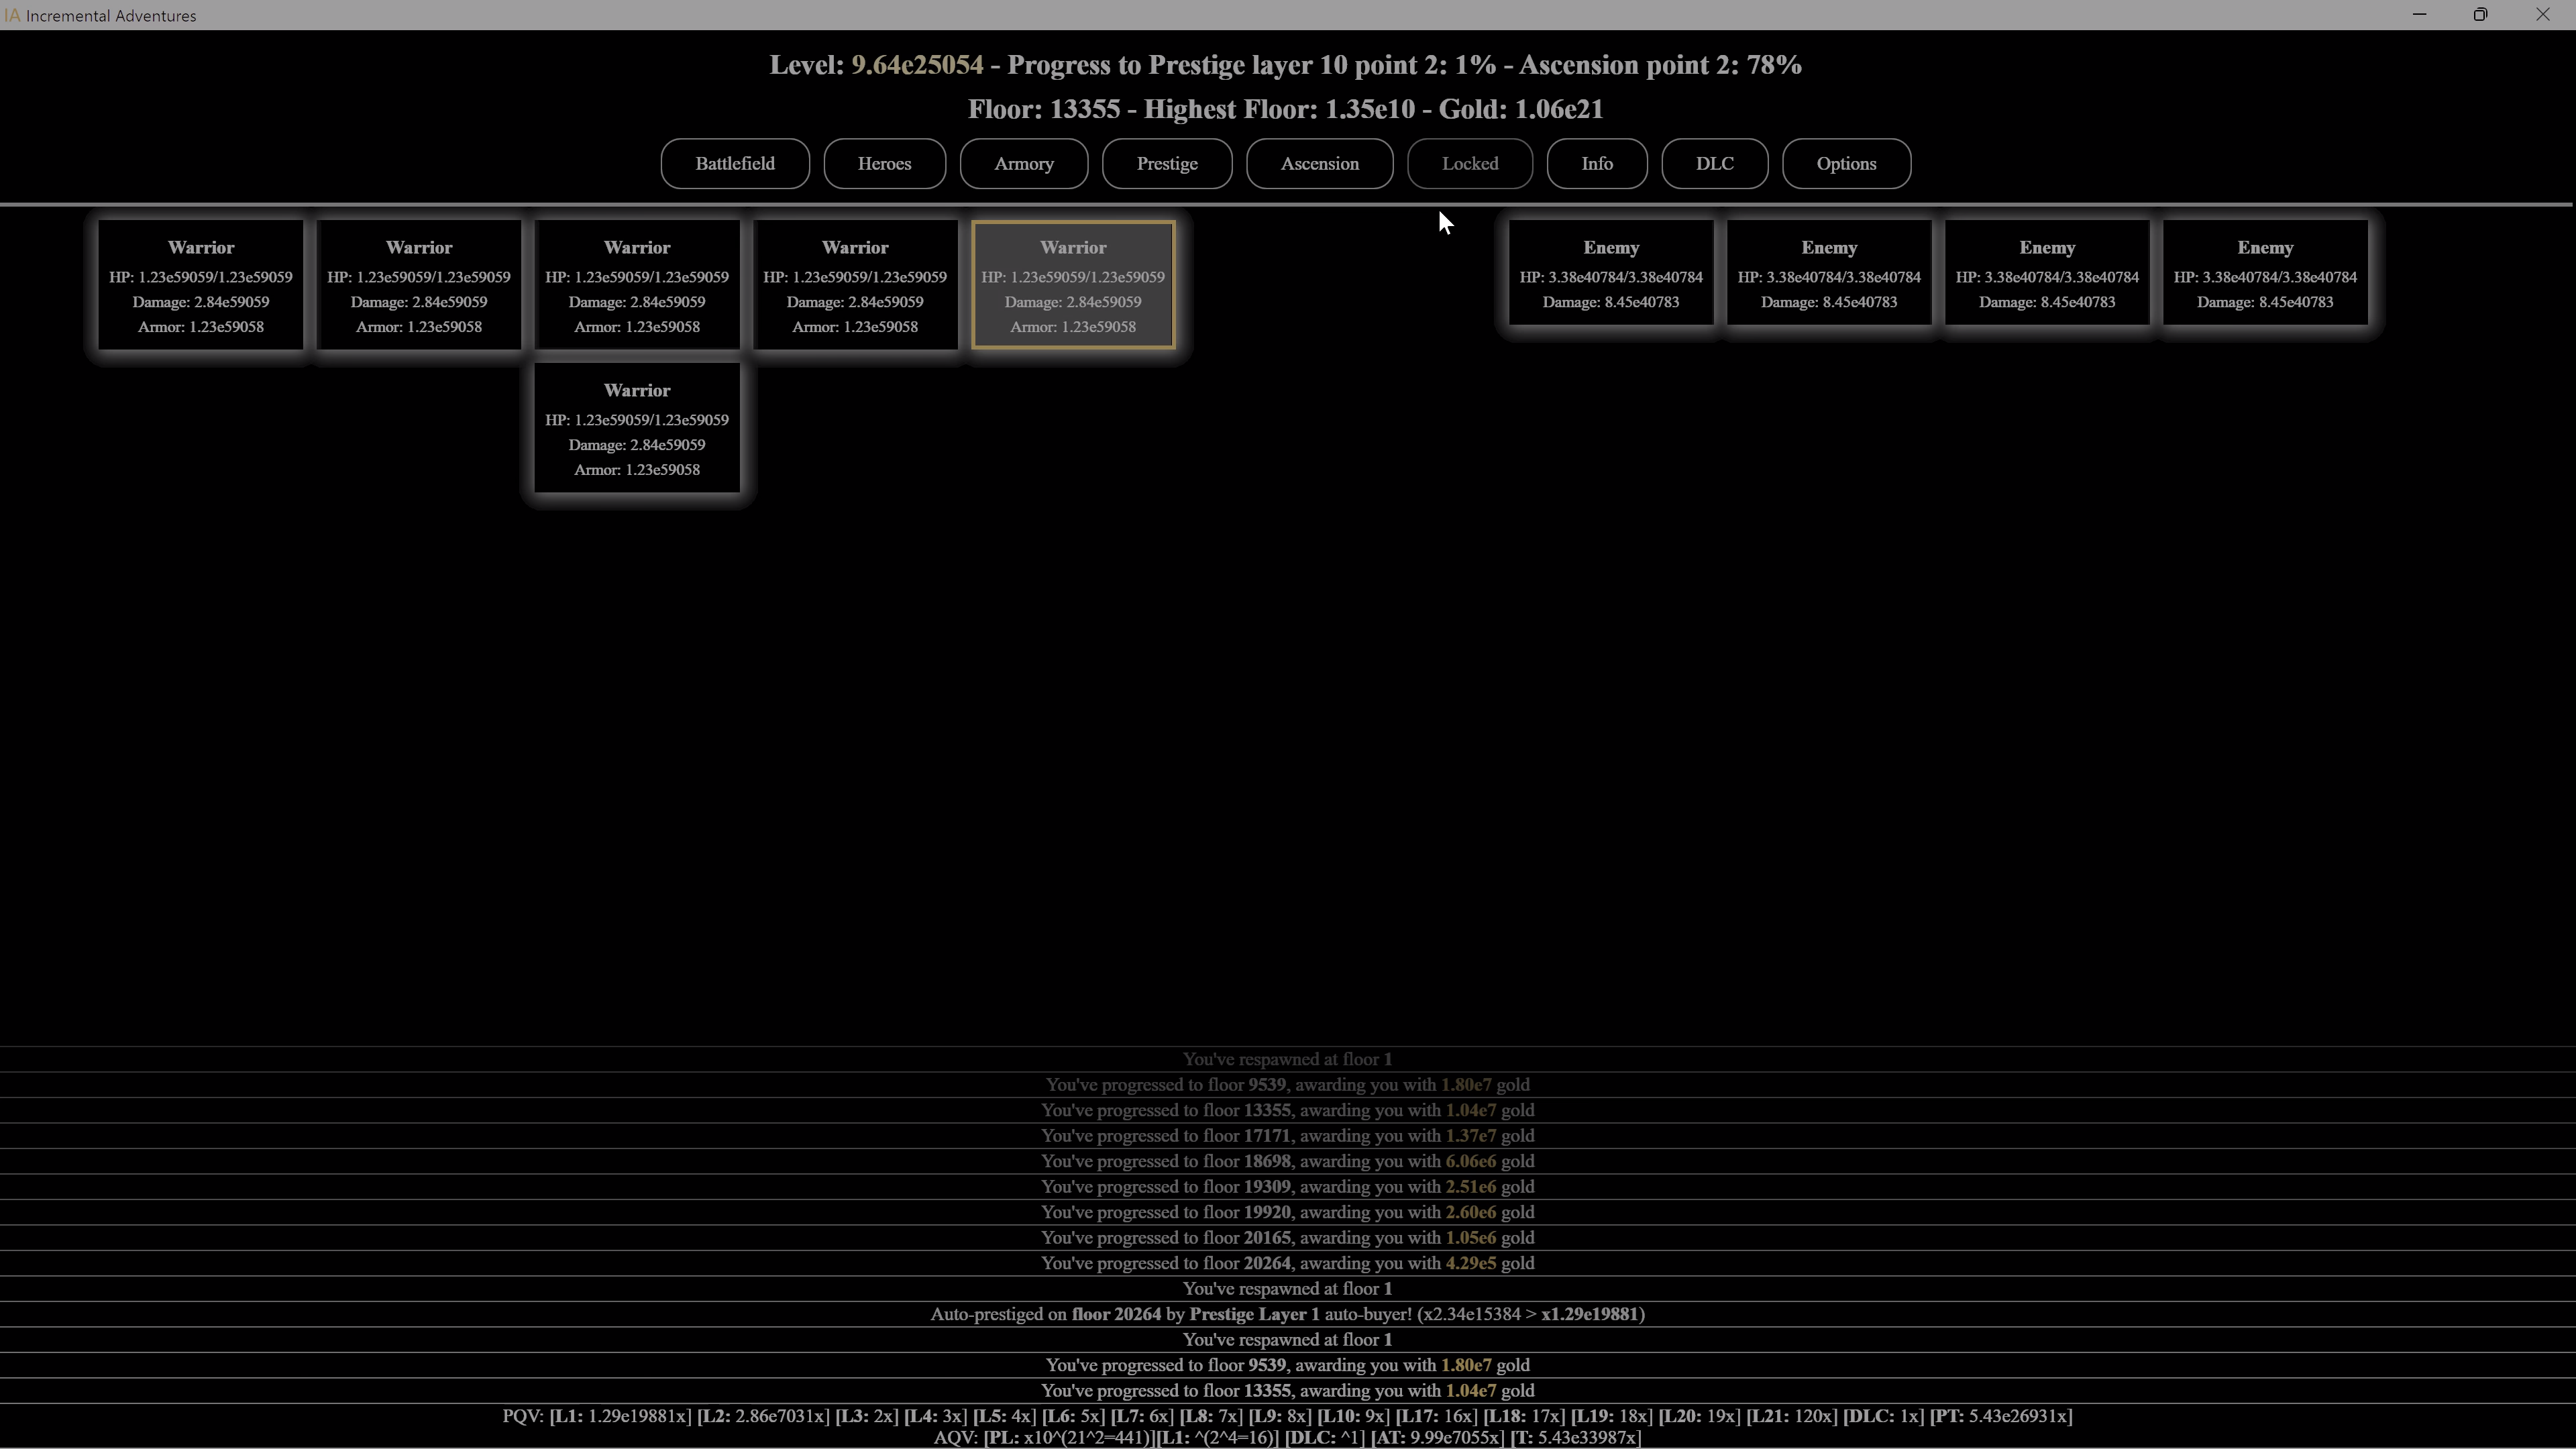 IA Incremental Adventures
Level: 9.64e25054 - Progress to Prestige layer 10 point 2: 1% - Ascension point 2: 78%
Floor: 13355 - Highest Floor: 1.35e10 - Gold: 1.06e21
Battlefield Heroes Armory Prestige Ascension Locked Info DLC Options
Warrior Warrior Warrior Warrior Warrior Enemy Enemy Enemy Enemy
HP: 1.23e59059/1.23e59059 HP: 1.23e59059/1.23e59059 HP: 1.23e59059/1.23e59059 HP: 1.23e59059/1.23e59059 HP: 1.23e59059/1.23e59059 HP: 3.38e40784/3.38e40784 HP: 3.38e40784/3.38e40784 HP: 3.38e40784/3.38e40784 HP: 3.38e40784/3.38e40784
Damage: 2.84e59059 Damage: 2.84e59059 Damage: 2.84e59059 Damage: 2.84e59059 Damage: 2.84e59059 Damage: 8.45e40783 Damage: 8.45e40783 Damage: 8.45e40783 Damage: 8.45e40783
Armor: 1.23e59058 Armor: 1.23e59058 Armor: 1.23e59058 Armor: 1.23e59058 Armor: 1.23e59058
Warrior
HP: 1.23e59059/1.23e59059
Damage: 2.84e59059
Armor: 1.23e59058
You've respawned at floor 1
You've progressed to floor 9539, awarding you with 1.80e7 gold
You've progressed to floor 13355, awarding you with 1.04e7 gold
You've progressed to floor 17171, awarding you with 1.37e7 gold
You've progressed to floor 18698, awarding you with 6.06e6 gold
You've progressed to floor 19309, awarding you with 2.51e6 gold
You've progressed to floor 19920, awarding you with 2.60e6 gold
You've progressed to floor 20165, awarding you with 1.05e6 gold
You've progressed to floor 20264, awarding you with 4.29e5 gold
You've respawned at floor 1
Auto-prestiged on floor 20264 by Prestige Layer 1 auto-buyer! (x2.34e15384 > x1.29e19881)
You've respawned at floor 1
You've progressed to floor 9539, awarding you with 1.80e7 gold
You've progressed to floor 13355, awarding you with 1.04e7 gold
PQV: [L1: 1.29e19881x] [L2: 2.86e7031x] [L3: 2x] [L4: 3x] [L5: 4x] [L6: 5x] [L7: 6x] [L8: 7x] [L9: 8x] [L10: 9x] [L17: 16x] [L18: 17x] [L19: 18x] [L20: 19x] [L21: 120x] [DLC: 1x] [PT: 5.43e26931x]
AQV: [PL: x10^(21^2=441)][L1: ^(2^4=16)] [DLC: ^1] [AT: 9.99e7055x] [T: 5.43e33987x]